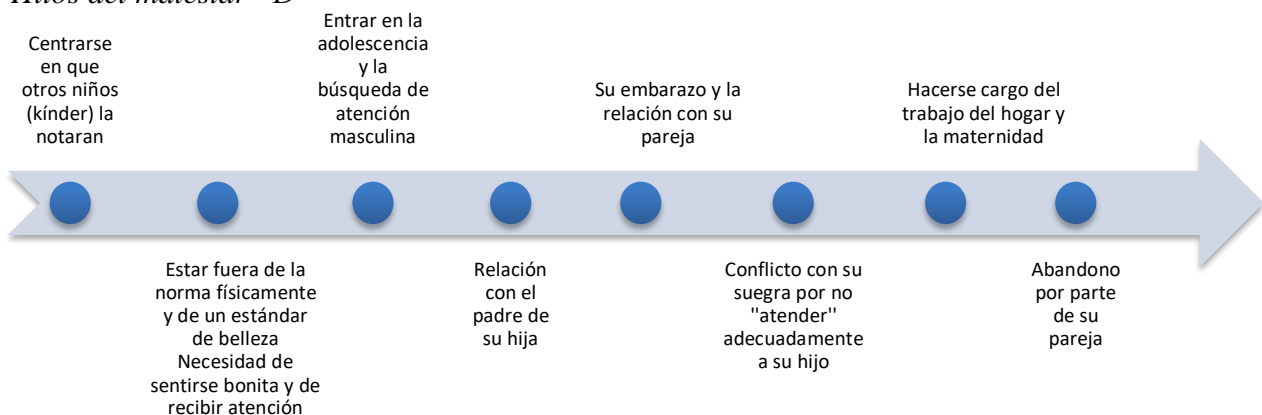 Centrarse
en que
otros niños
(kínder) la
notaran
Estar fuera de la
norma físicamente
y de un estándar
de belleza
Necesidad de
sentirse bonita y de
recibir atención
Entrar en la
adolescencia
y la
búsqueda de
atención
masculina
Relación
con el
padre de
su hija
Su embarazo y la
relación con su
pareja
Conflicto con su
suegra por no
"atender"
adecuadamente
a su hijo
Hacerse cargo del
trabajo del hogar y
la maternidad
Abandono
por parte
de su
pareja